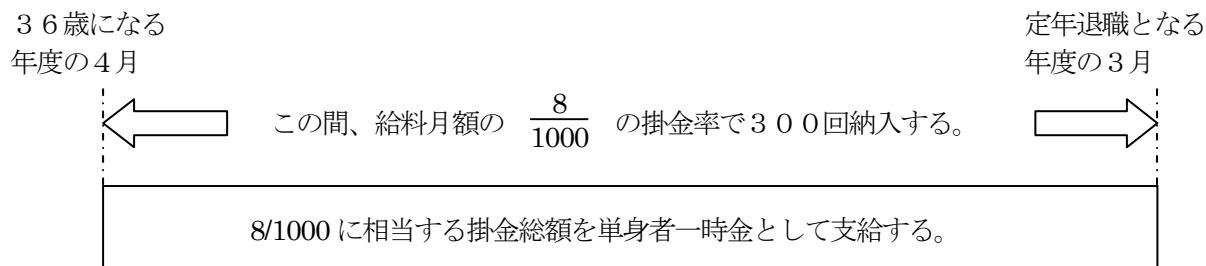 ３６歳になる
年度の４月
定年退職となる
年度の３月
この間、給料月額の 8/1000 の掛金率で３００回納入する。
8/1000 に相当する掛金総額を単身者一時金として支給する。